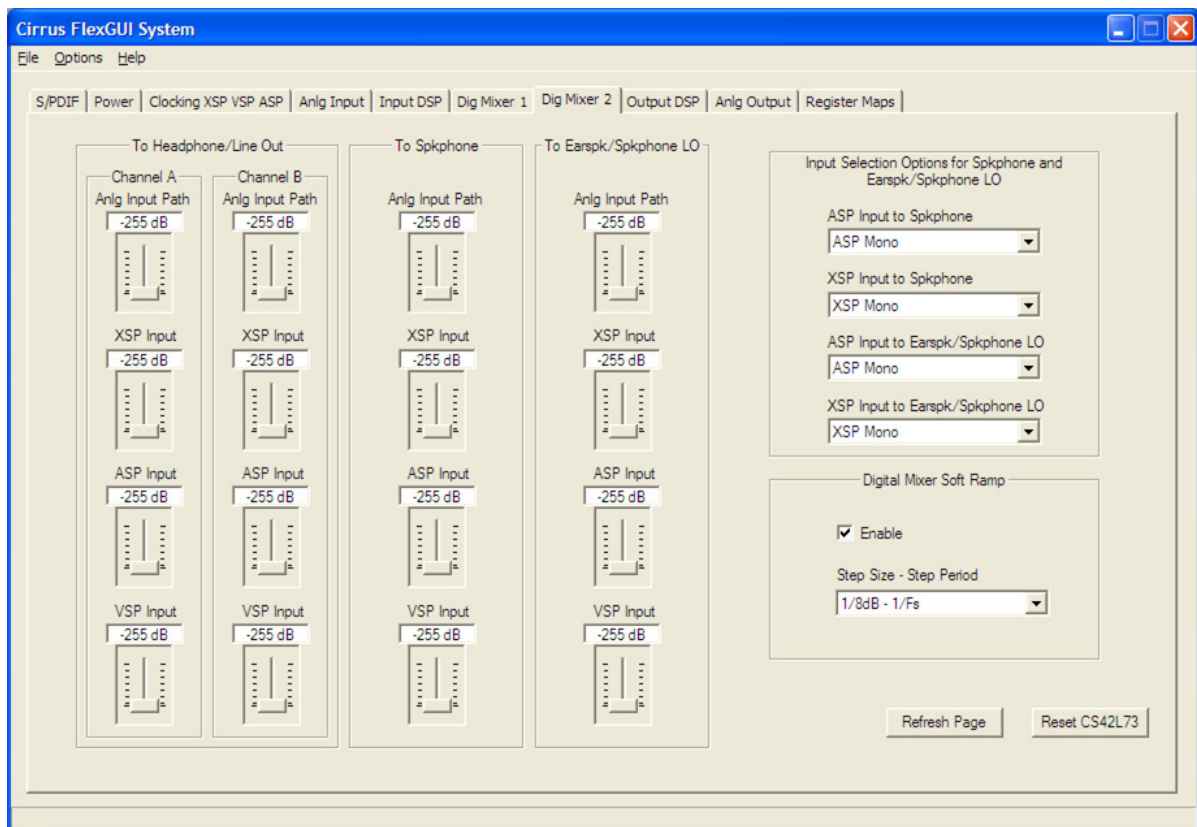 Cirrus FlexGUI System
File Options Help
S/PDIF Power Clocking XSP VSP ASP Anlg Input Input DSP Dig Mixer 1 Dig Mixer 2 Output DSP Anlg Output Register Maps
To Headphone/Line Out
Channel A
Anlg Input Path
-255 dB
XSP Input
-255 dB
ASP Input
-255 dB
VSP Input
-255 dB
Channel B
Anlg Input Path
-255 dB
XSP Input
-255 dB
ASP Input
-255 dB
VSP Input
-255 dB
To Spkphone
Anlg Input Path
-255 dB
XSP Input
-255 dB
ASP Input
-255 dB
VSP Input
-255 dB
To Earspk/Spkphone LO
Anlg Input Path
-255 dB
XSP Input
-255 dB
ASP Input
-255 dB
VSP Input
-255 dB
Input Selection Options for Spkphone and
Earspk/Spkphone LO
ASP Input to Spkphone
ASP Mono
XSP Input to Spkphone
XSP Mono
ASP Input to Earspk/Spkphone LO
ASP Mono
XSP Input to Earspk/Spkphone LO
XSP Mono
Digital Mixer Soft Ramp
Enable
Step Size - Step Period
1/8dB - 1/Fs
Refresh Page
Reset CS42L73